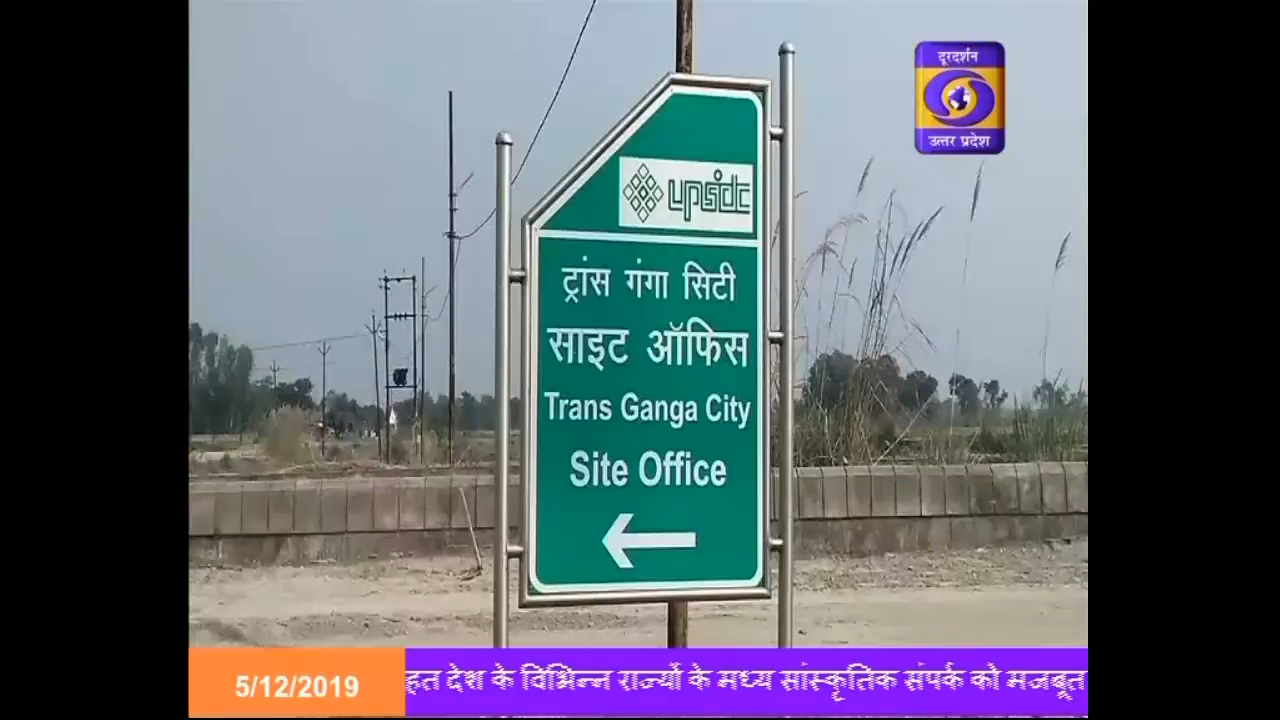 दूरदर्शन
उत्तर प्रदेश
upsidc
ट्रांस गंगा सिटी
साइट ऑफिस
Trans Ganga City
Site Office
5/12/2019
हत देश के विभिन्न राज्यों के मध्य सांस्कृतिक संपर्क को मजबूत